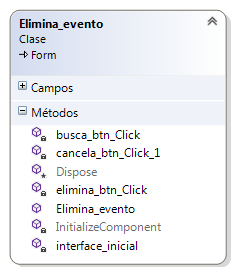 Elimina_evento
Clase
Form
Campos
Métodos
busca_btn_Click
cancela_btn_Click_1
Dispose
elimina_btn_Click
Elimina_evento
InitializeComponent
interface_inicial